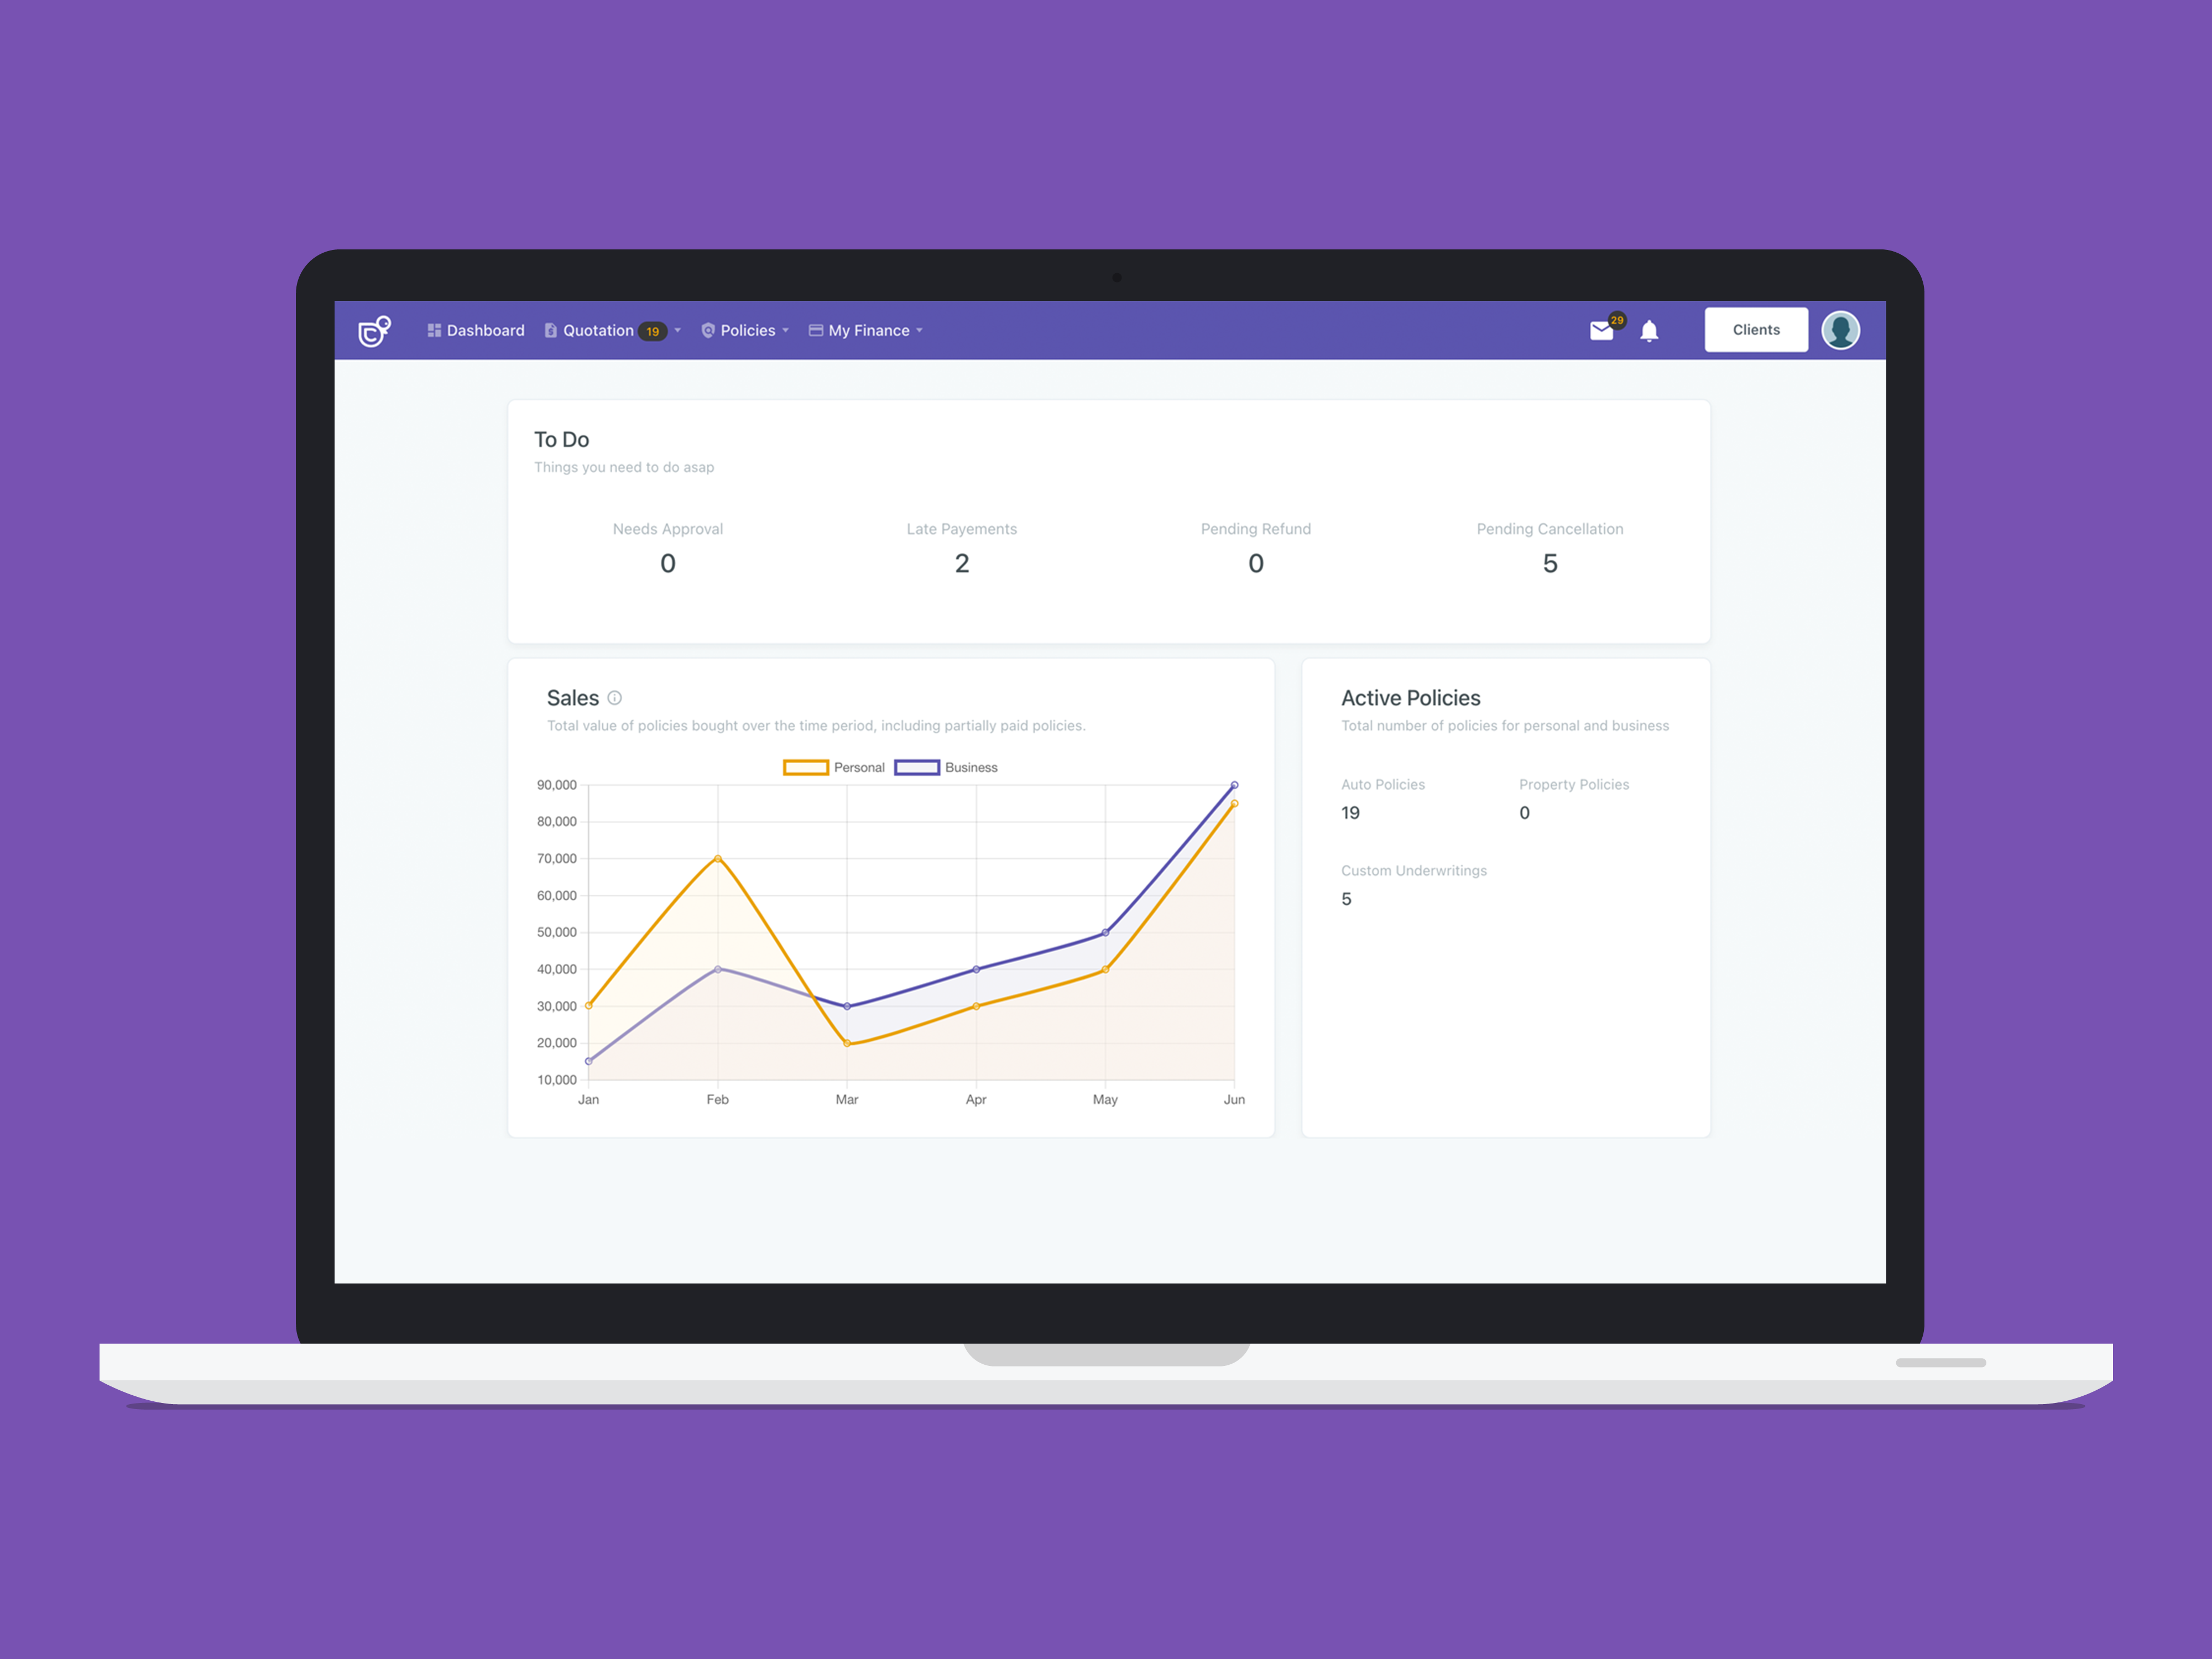 Dashboard Quotation 19 Policies My Finance 29 Clients
To Do
Things you need to do asap
Needs Approval Late Payements Pending Refund Pending Cancellation
0 2 0 5
Sales
Total value of policies bought over the time period, including partially paid policies.
Personal Business
90,000
80,000
70,000
60,000
50,000
40,000
30,000
20,000
10,000
Jan Feb Mar Apr May Jun
Active Policies
Total number of policies for personal and business
Auto Policies Property Policies
19 0
Custom Underwritings
5